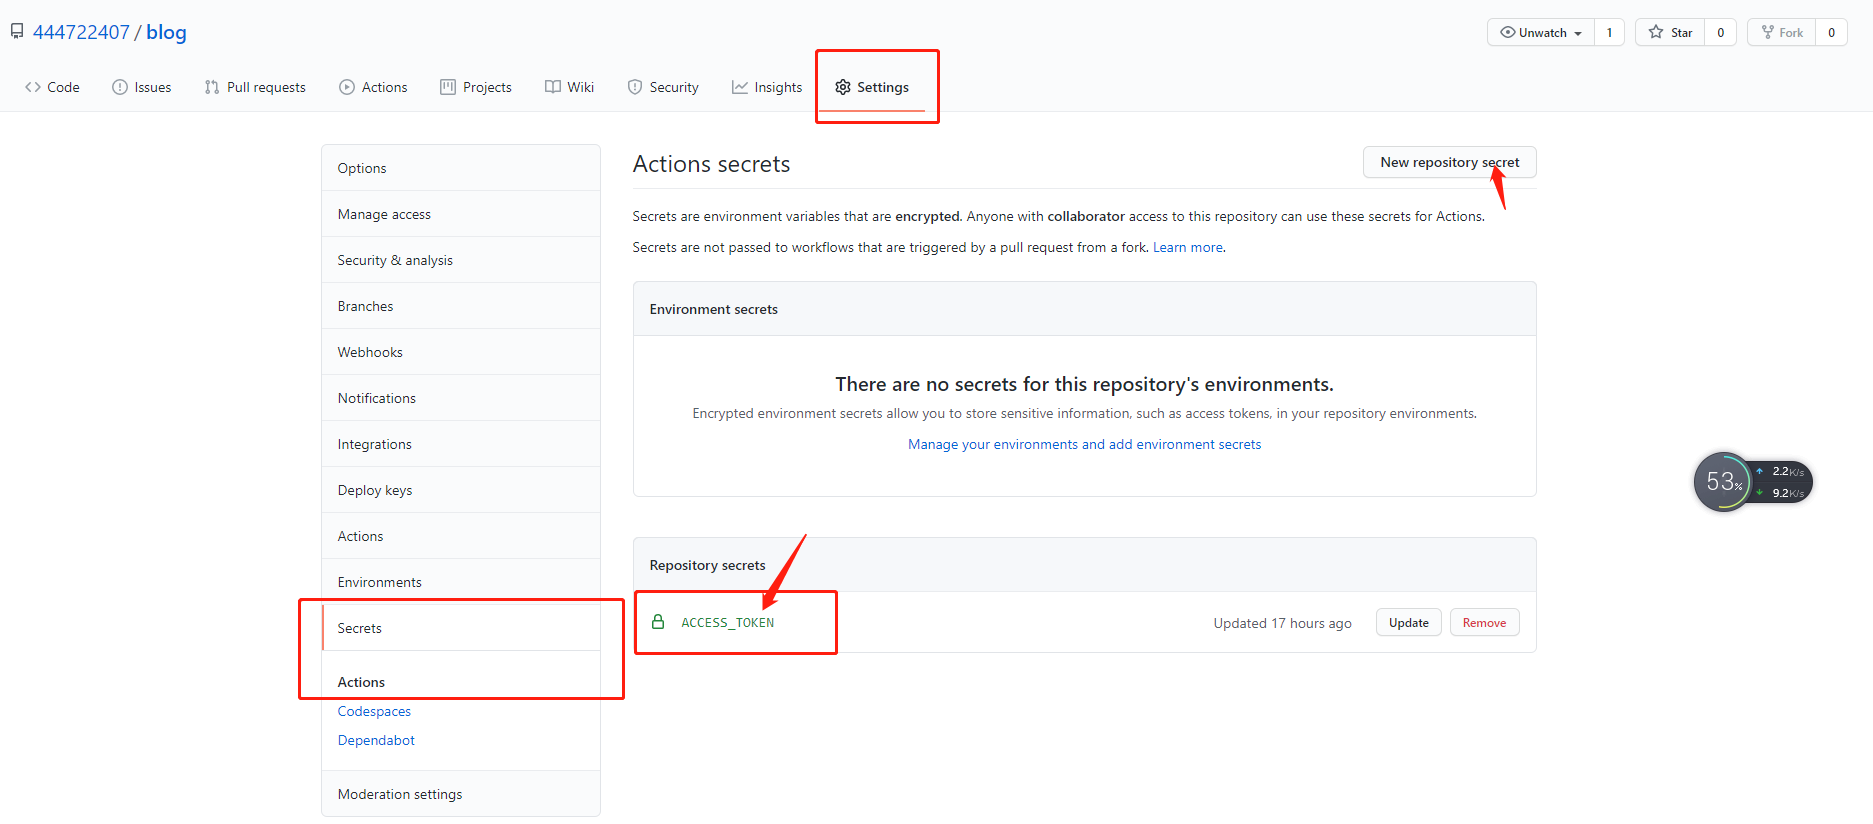 444722407 / blog
Unwatch 1 Star 0 Fork 0
Code Issues Pull requests Actions Projects Wiki Security Insights Settings
Options
Manage access
Security & analysis
Branches
Webhooks
Notifications
Integrations
Deploy keys
Actions
Environments
Secrets
Actions
Codespaces
Dependabot
Moderation settings
Actions secrets
New repository secret
Secrets are environment variables that are encrypted. Anyone with collaborator access to this repository can use these secrets for Actions.
Secrets are not passed to workflows that are triggered by a pull request from a fork. Learn more.
Environment secrets
There are no secrets for this repository's environments.
Encrypted environment secrets allow you to store sensitive information, such as access tokens, in your repository environments.
Manage your environments and add environment secrets
Repository secrets
ACCESS_TOKEN Updated 17 hours ago Update Remove
53%
2.2K/s
9.2K/s